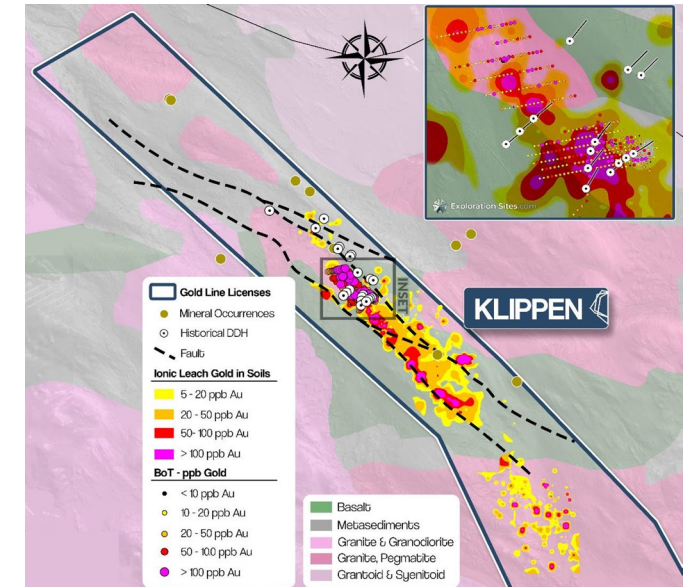 Exploration Sites.com
INSET
KLIPPEN
Gold Line Licenses
Mineral Occurrences
Historical DDH
Fault
Ionic Leach Gold in Soils
5 - 20 ppb Au
20 - 50 ppb Au
50- 100 ppb Au
> 100 ppb Au
BoT - ppb Gold
< 10 ppb Au
10 - 20 ppb Au
20 - 50 ppb Au
50 - 100 ppb Au
> 100 ppb Au
Basalt
Metasediments
Granite & Granodiorite
Granite, Pegmatite
Grantoid & Syenitoid